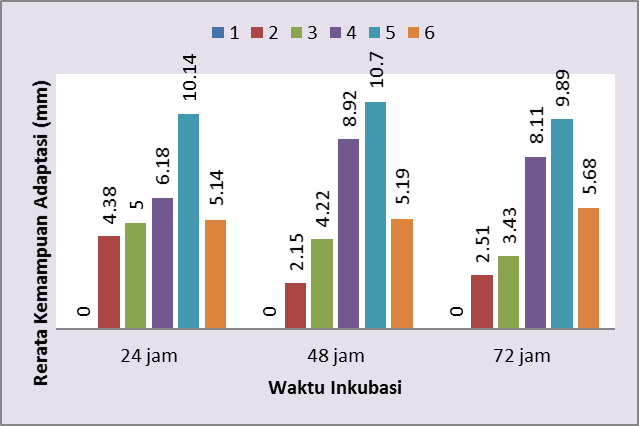 1 2 3 4 5 6
Rerata Kemampuan Adaptasi (mm)
0 4.38 5 6.18 10.14 5.14
0 2.15 4.22 8.92 10.7 5.19
0 2.51 3.43 8.11 9.89 5.68
24 jam 48 jam 72 jam
Waktu Inkubasi